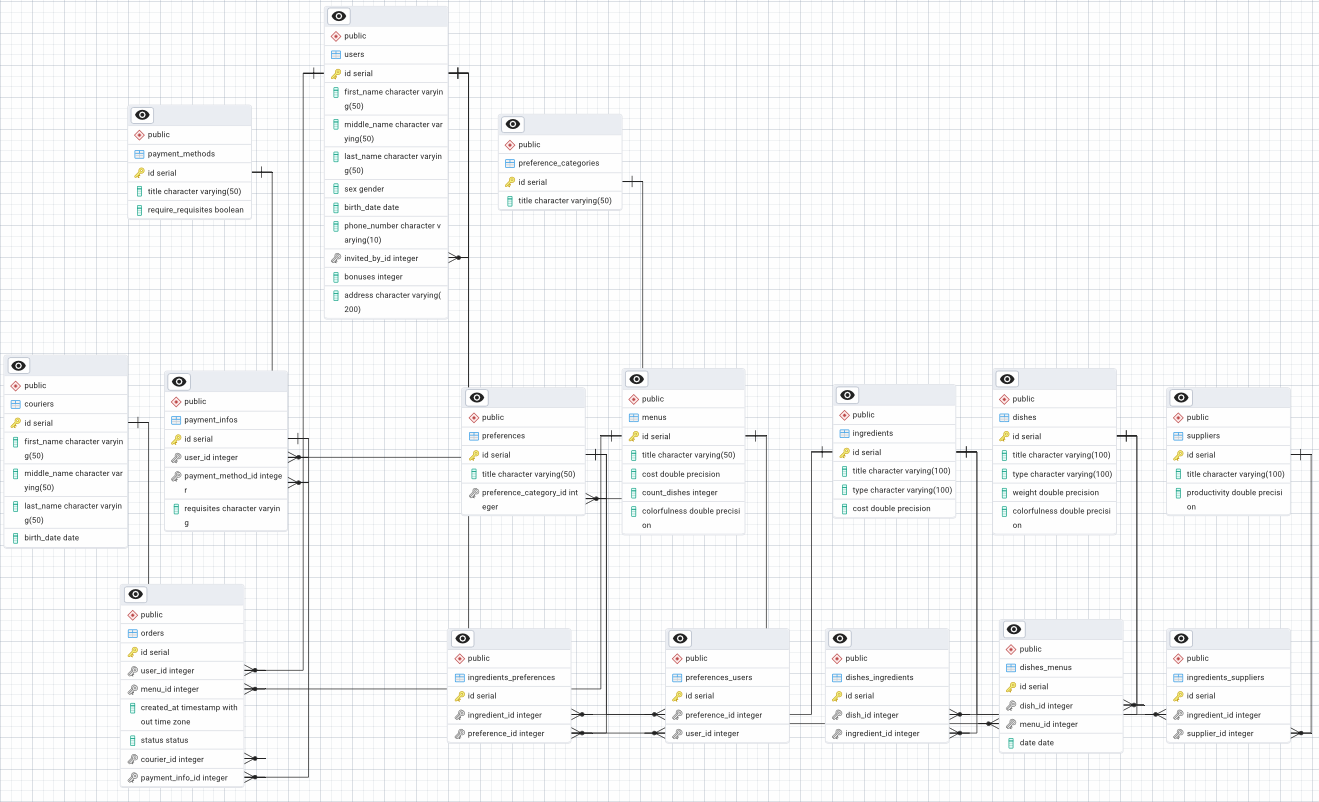 public
users
id serial
first_name character varyin
g(50)
middle_name character var
ying(50)
last_name character varyin
g(50)
sex gender
birth_date date
phone_number character v
arying(10)
invited_by_id integer
bonuses integer
address character varying(
200)
public
payment_methods
id serial
title character varying(50)
require_requisites boolean
public
preference_categories
id serial
title character varying(50)
public
couriers
id serial
first_name character varyin
g(50)
middle_name character var
ying(50)
last_name character varyin
g(50)
birth_date date
public
payment_infos
id serial
user_id integer
payment_method_id intege
r
requisites character varyin
g
public
preferences
id serial
title character varying(50)
preference_category_id int
eger
public
menus
id serial
title character varying(50)
cost double precision
count_dishes integer
colorfulness double precisi
on
public
ingredients
id serial
title character varying(100)
type character varying(100)
cost double precision
public
dishes
id serial
title character varying(100)
type character varying(100)
weight double precision
colorfulness double precisi
on
public
suppliers
id serial
title character varying(100)
productivity double precisi
on
public
orders
id serial
user_id integer
menu_id integer
created_at timestamp with
out time zone
status status
courier_id integer
payment_info_id integer
public
ingredients_preferences
id serial
ingredient_id integer
preference_id integer
public
preferences_users
id serial
preference_id integer
user_id integer
public
dishes_ingredients
id serial
dish_id integer
ingredient_id integer
public
dishes_menus
id serial
dish_id integer
menu_id integer
date date
public
ingredients_suppliers
id serial
ingredient_id integer
supplier_id integer